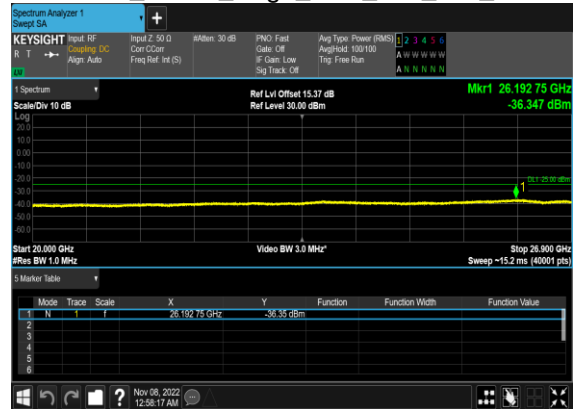 Spectrum Analyzer 1
Swept SA
+
KEYSIGHT Input: RF Input Z: 50 Ω #Atten: 30 dB PNO: Fast Avg Type: Power (RMS) 1 2 3 4 5 6
R T Coupling: DC Corr CCorr Gate: Off Avg|Hold: 100/100 A W W W W W
Align: Auto Freq Ref: Int (S) IF Gain: Low Trig: Free Run
LW Sig Track: Off A N N N N N
1 Spectrum Ref Lvl Offset 15.37 dB Mkr1 26.192 75 GHz
Scale/Div 10 dB Ref Level 30.00 dBm -36.347 dBm
Log
20.0
10.0
0.00
-10.0
-20.0
DL1 -25.00 dBm
1
-30.0
-40.0
-50.0
-60.0
Start 20.000 GHz Video BW 3.0 MHz* Stop 26.900 GHz
#Res BW 1.0 MHz Sweep ~15.2 ms (40001 pts)
5 Marker Table
Mode Trace Scale X Y Function Function Width Function Value
1 N 1 f 26.192 75 GHz -36.35 dBm
2
3
4
5
6
? Nov 08, 2022
12:58:17 AM